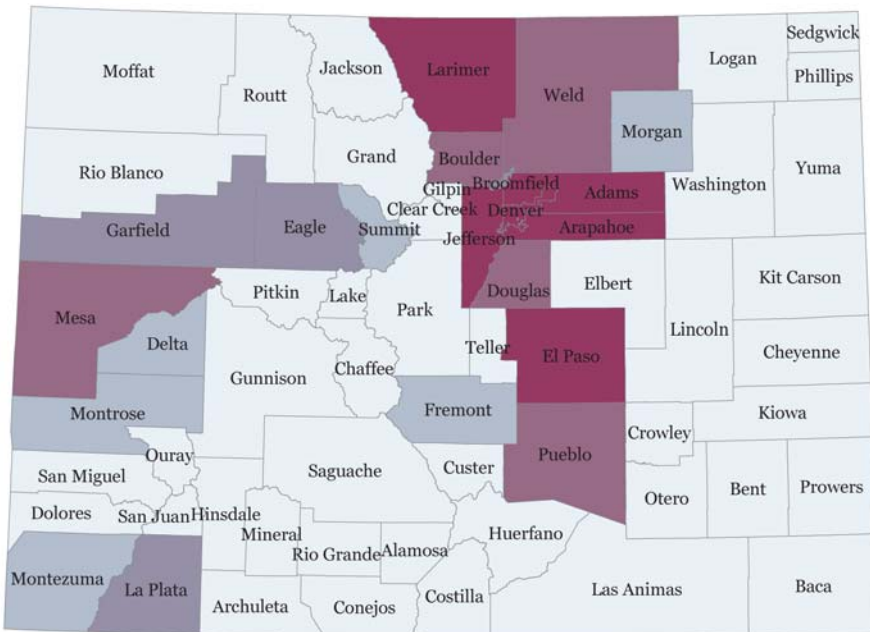 Sedgwick
Moffat
Jackson
Larimer
Logan
Phillips
Routt
Weld
Morgan
Grand
Boulder
Yuma
Rio Blanco
Washington
Gilpin
Broomfield
Adams
Clear Creek
Denver
Garfield
Eagle
Summit
Arapahoe
Jefferson
Kit Carson
Elbert
Pitkin
Lake
Douglas
Park
Mesa
Lincoln
Delta
Teller
El Paso
Cheyenne
Chaffee
Gunnison
Montrose
Fremont
Kiowa
Crowley
Ouray
Pueblo
San Miguel
Saguache
Custer
Otero
Bent
Prowers
Dolores
San Juan
Hinsdale
Mineral
Huerfano
Rio Grande
Alamosa
Montezuma
La Plata
Las Animas
Baca
Archuleta
Conejos
Costilla